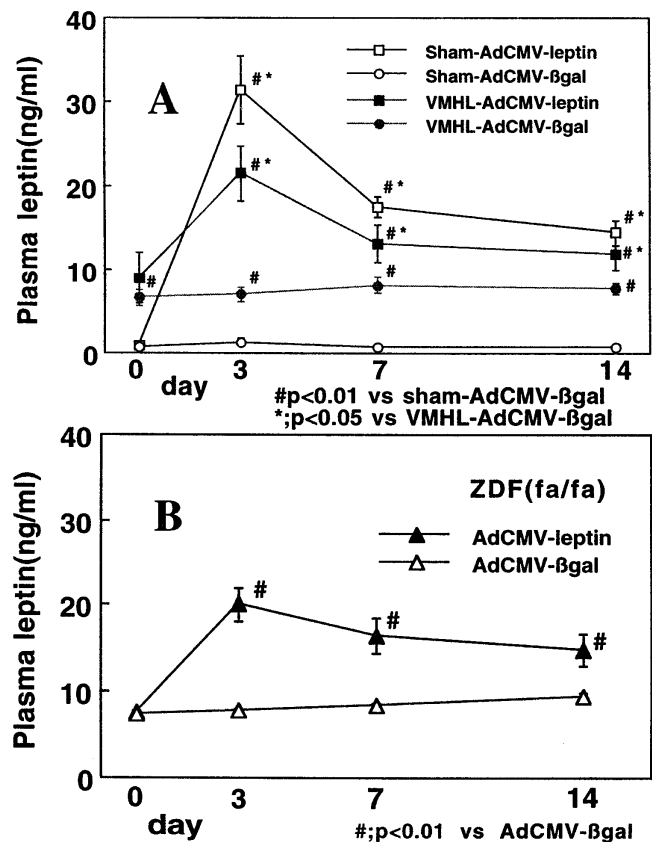 40
30
20
10
0
Plasma leptin(ng/ml)
A
Sham-AdCMV-leptin
Sham-AdCMV-ßgal
VMHL-AdCMV-leptin
VMHL-AdCMV-ßgal
# *
# *
# *
# *
# *
# *
#
#
#
#
0 3 7 14
day
#p<0.01 vs sham-AdCMV-ßgal
*;p<0.05 vs VMHL-AdCMV-ßgal
40
30
20
10
0
Plasma leptin(ng/ml)
B
ZDF(fa/fa)
AdCMV-leptin
AdCMV-ßgal
#
#
#
0 3 7 14
day
#;p<0.01 vs AdCMV-ßgal